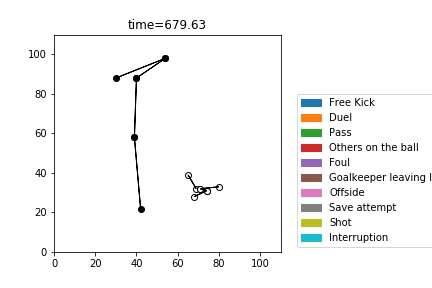 time=679.63
100
80
60
40
20
0
0 20 40 60 80 100
Free Kick
Duel
Pass
Others on the ball
Foul
Goalkeeper leaving l
Offside
Save attempt
Shot
Interruption